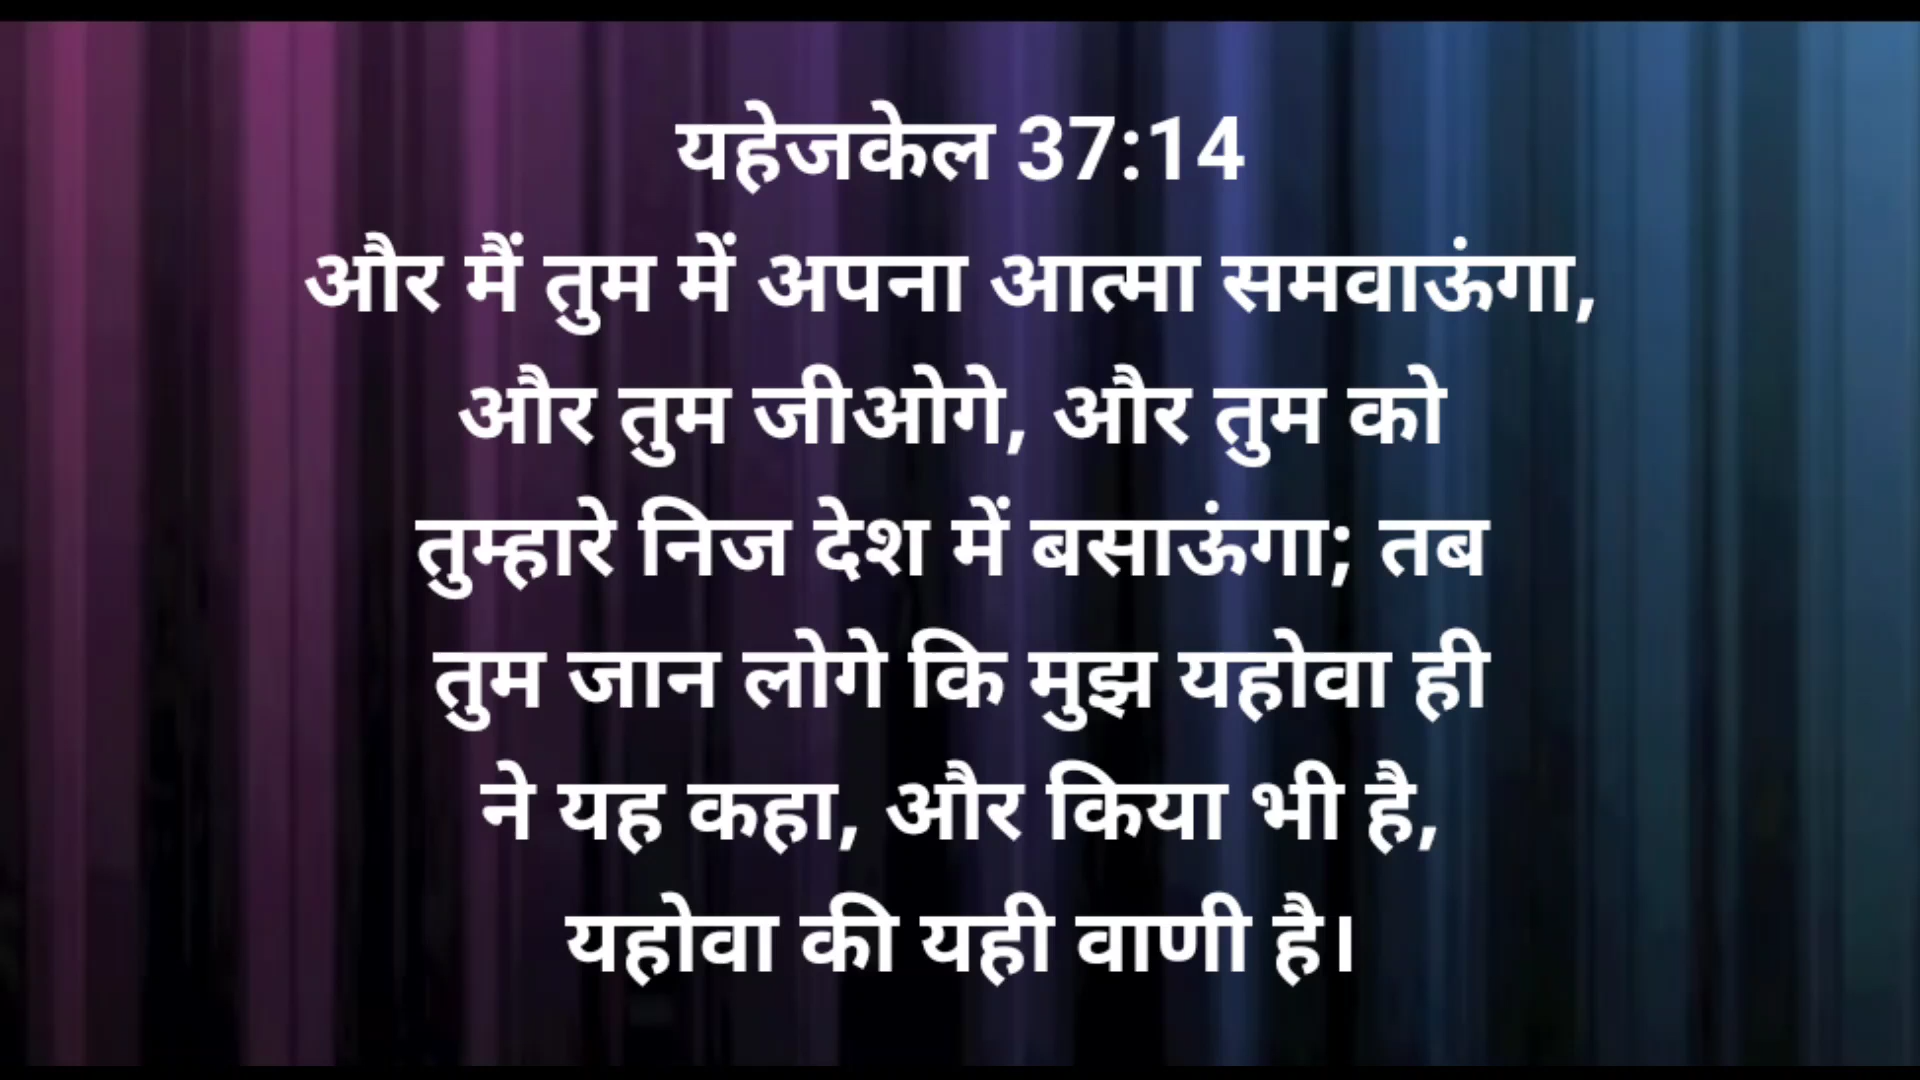 यहेजकेल 37:14
और मैं तुम में अपना आत्मा समवाऊंगा,
और तुम जीओगे, और तुम को
तुम्हारे निज देश में बसाऊंगा; तब
तुम जान लोगे कि मुझ यहोवा ही
ने यह कहा, और किया भी है,
यहोवा की यही वाणी है।